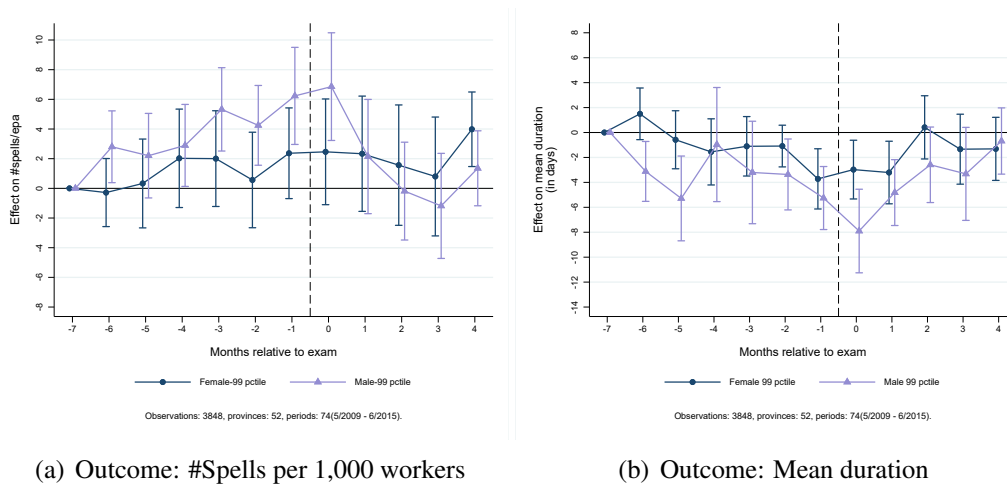 Effect on #spells/epa
10
8
6
4
2
0
-2
-4
-6
-8
-7 -6 -5 -4 -3 -2 -1 0 1 2 3 4
Months relative to exam
Female-99 pctile Male-99 pctile
Observations: 3848, provinces: 52, periods: 74(5/2009 - 6/2015).
(a) Outcome: #Spells per 1,000 workers
Effect on mean duration
(in days)
8
6
4
2
0
-2
-4
-6
-8
-10
-12
-14
-7 -6 -5 -4 -3 -2 -1 0 1 2 3 4
Months relative to exam
Female 99 pctile Male 99 pctile
Observations: 3848, provinces: 52, periods: 74(5/2009 - 6/2015).
(b) Outcome: Mean duration